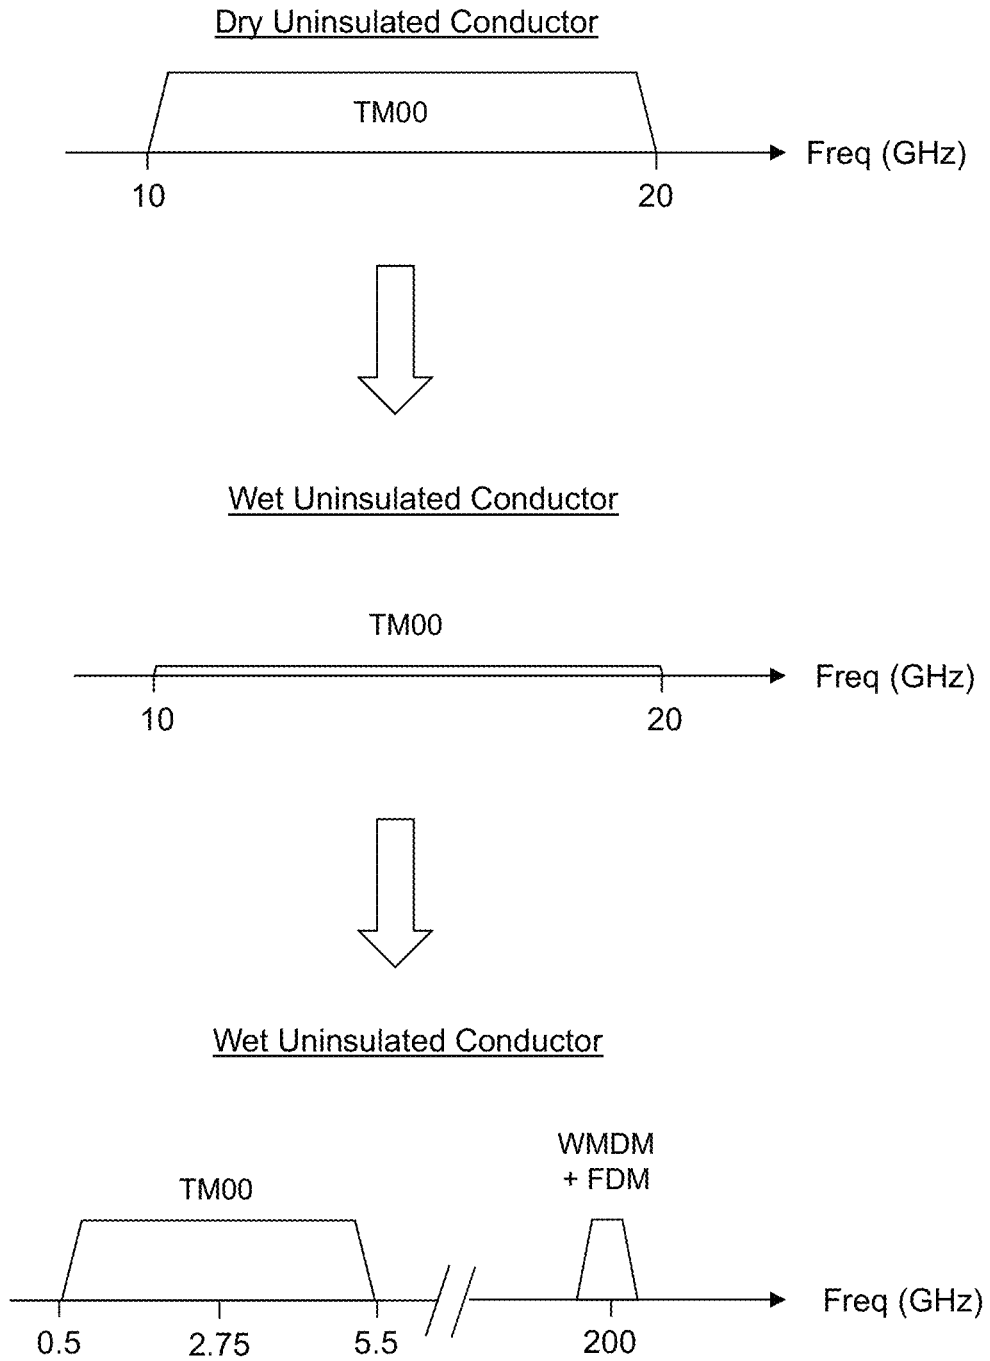 Dry Uninsulated Conductor
TM00
Freq (GHz)
10
20
Wet Uninsulated Conductor
TM00
Freq (GHz)
10
20
Wet Uninsulated Conductor
WMDM
+ FDM
TM00
Freq (GHz)
0.5
2.75
5.5
200